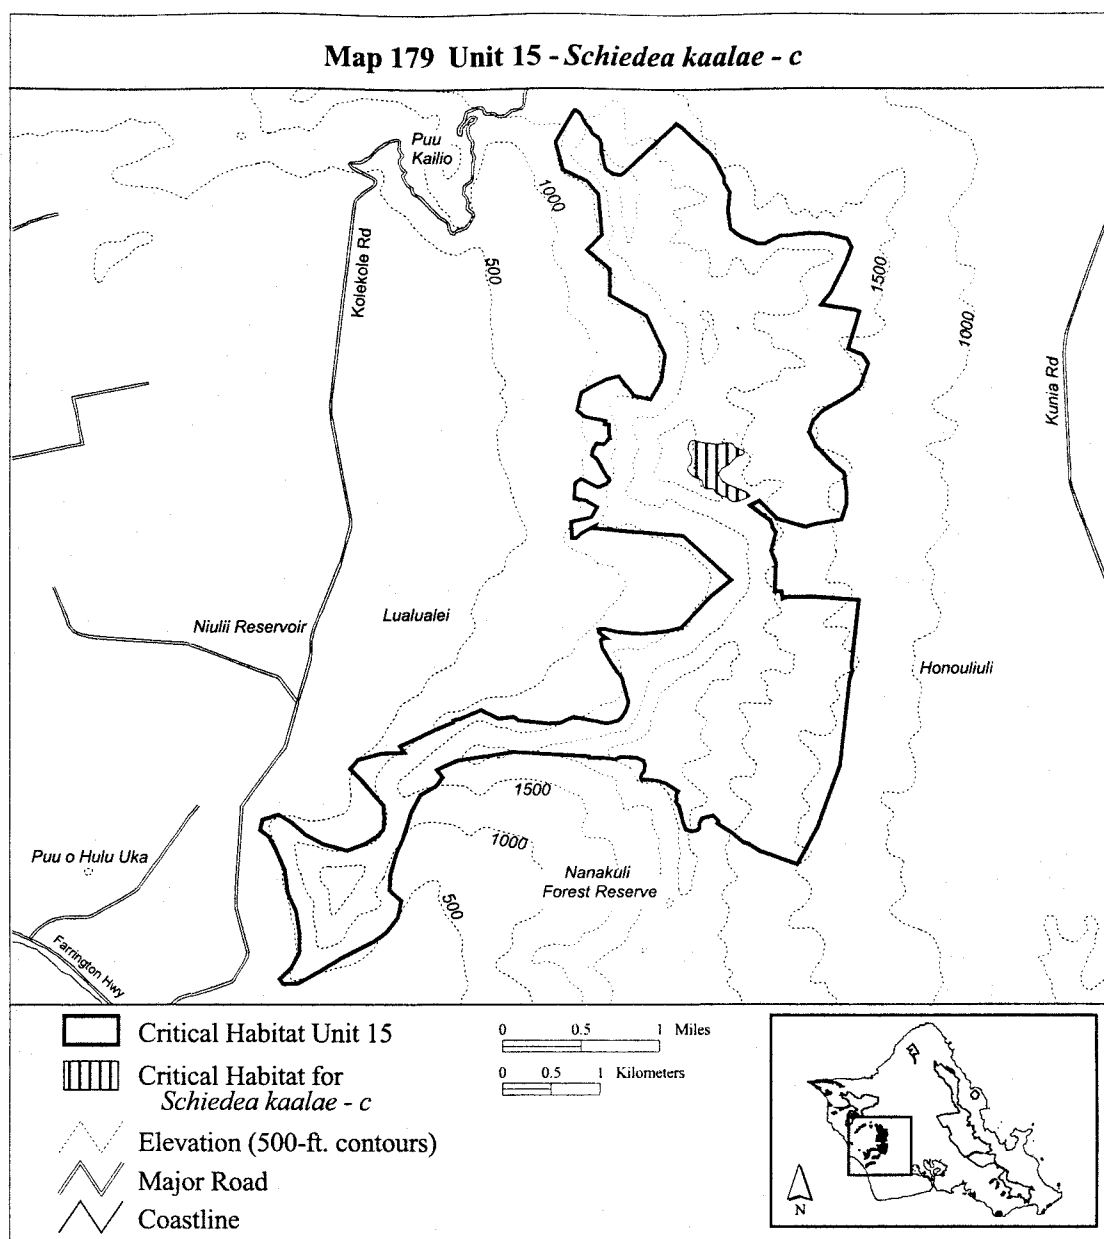 Map 179 Unit 15 - Schiedea kaalae - c
Puu
Kailio
1000
500
Kolekole Rd
1500
1000
Kunia Rd
Niulii Reservoir
Lualualei
Honouliuli
1500
1000
500
Puu o Hulu Uka
Nanakuli
Forest Reserve
Farrington Hwy
Critical Habitat Unit 15
Critical Habitat for
Schiedea kaalae - c
Elevation (500-ft. contours)
Major Road
Coastline
0 0.5 1 Miles
0 0.5 1 Kilometers
N